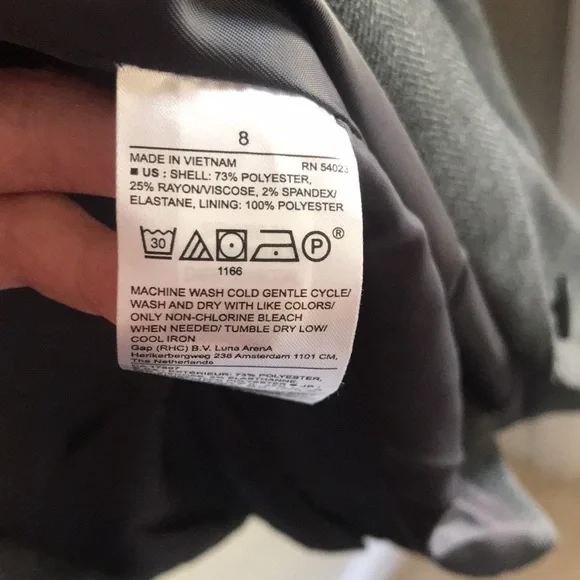 8
MADE IN VIETNAM RN 54023
■ US : SHELL: 73% POLYESTER,
25% RAYON/VISCOSE, 2% SPANDEX/
ELASTANE, LINING: 100% POLYESTER
30 P ®
1166
MACHINE WASH COLD GENTLE CYCLE/
WASH AND DRY WITH LIKE COLORS/
ONLY NON-CHLORINE BLEACH
WHEN NEEDED/ TUMBLE DRY LOW/
COOL IRON
Gap (RHC) B.V. Luna ArenA
Herikerbergweg 238 Amsterdam 1101 CM,
The Netherlands
73% POLYESTER,